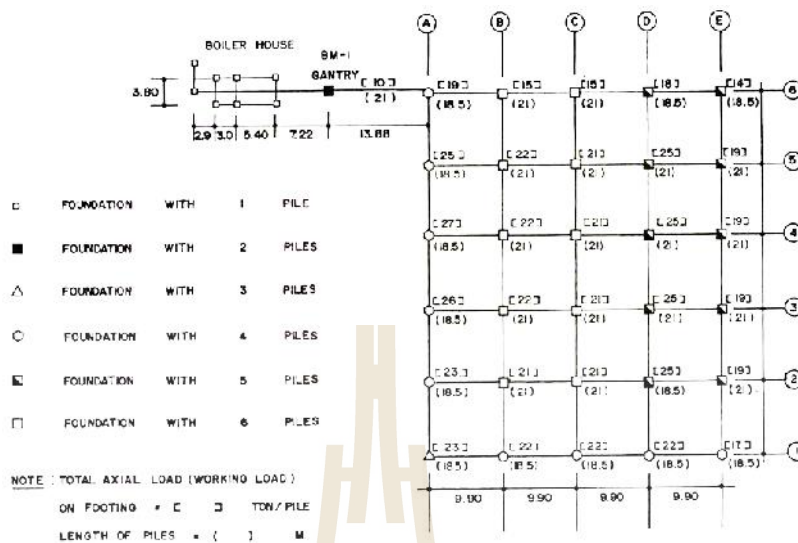 A B C D E
BOILER HOUSE
BM-1
GANTRY
[10] [19] [15] [15] [18] [14] 6
3.80 (21) (18.5) (21) (21) (18.5) (18.5)
2.9 3.0 5.40 7.22 13.88
[25] [22] [21] [25] [19] 5
(18.5) (21) (21) (21) (21)
□ FOUNDATION WITH 1 PILE
[27] [22] [21] [25] [19] 4
■ FOUNDATION WITH 2 PILES
(18.5) (21) (21) (21) (21)
△ FOUNDATION WITH 3 PILES
[26] [22] [21] [25] [19] 3
○ FOUNDATION WITH 4 PILES
(18.5) (21) (21) (21) (21)
FOUNDATION WITH 5 PILES
[23] [21] [21] [25] [19] 2
(18.5) (21) (21) (18.5) (21)
□ FOUNDATION WITH 6 PILES
[23] [22] [22] [22] [17] 1
(18.5) (18.5) (18.5) (18.5) (18.5)
NOTE : TOTAL AXIAL LOAD (WORKING LOAD)
9.90 9.90 9.90 9.90
ON FOOTING = [ ] TON/PILE
LENGTH OF PILES = ( ) M.